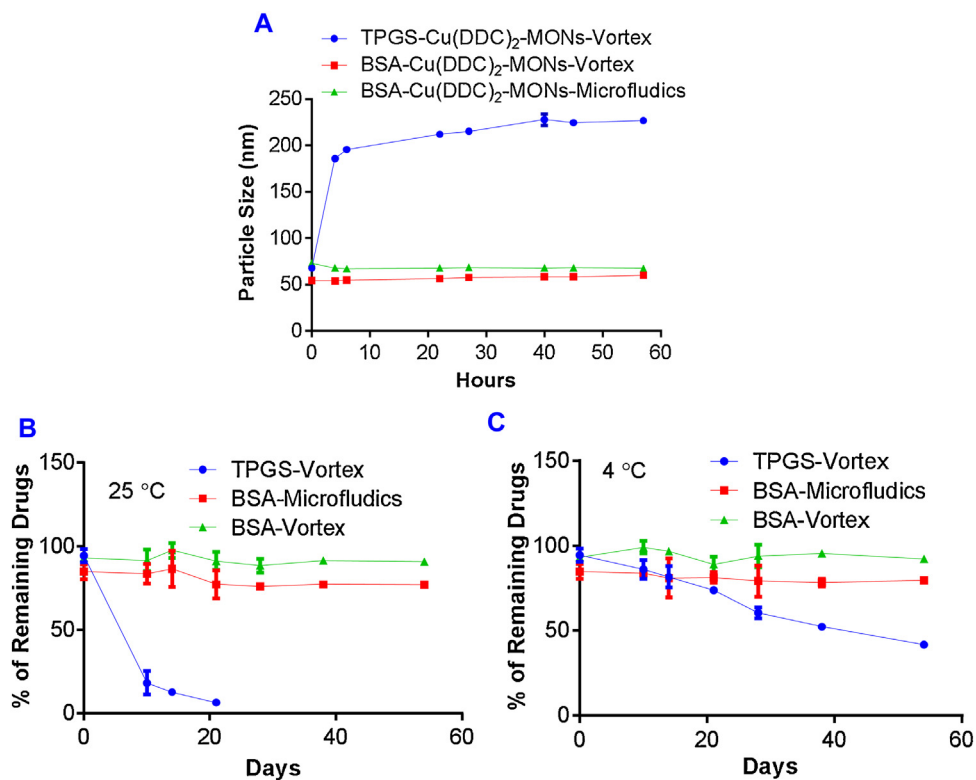 A
TPGS-Cu(DDC)2-MONs-Vortex
BSA-Cu(DDC)2-MONs-Vortex
BSA-Cu(DDC)2-MONs-Microfludics
250
200
150
100
50
0
Particle Size (nm)
0 10 20 30 40 50 60
Hours
B
25 °C
TPGS-Vortex
BSA-Microfludics
BSA-Vortex
150
100
50
0
% of Remaining Drugs
0 20 40 60
Days
C
4 °C
TPGS-Vortex
BSA-Microfludics
BSA-Vortex
150
100
50
0
% of Remaining Drugs
0 20 40 60
Days